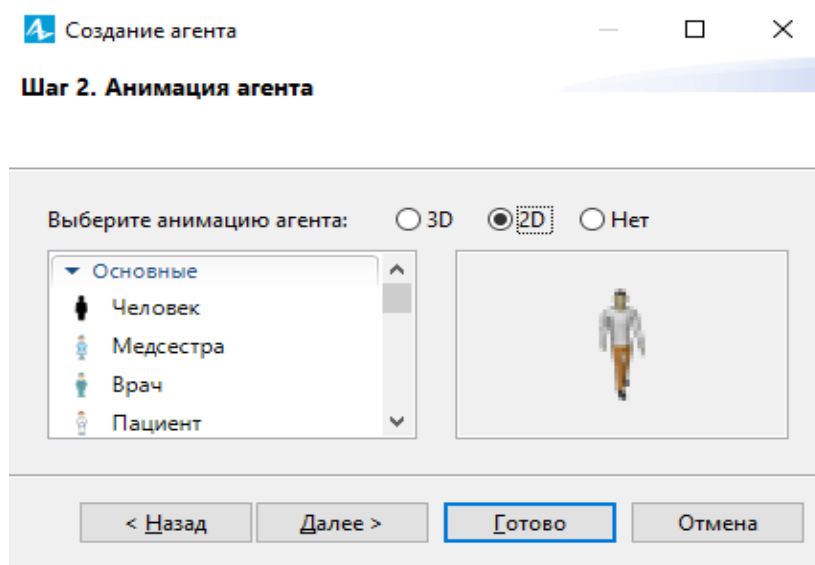 Создание агента
Шаг 2. Анимация агента
Выберите анимацию агента: 3D 2D Нет
Основные
Человек
Медсестра
Врач
Пациент
< Назад Далее > Готово Отмена